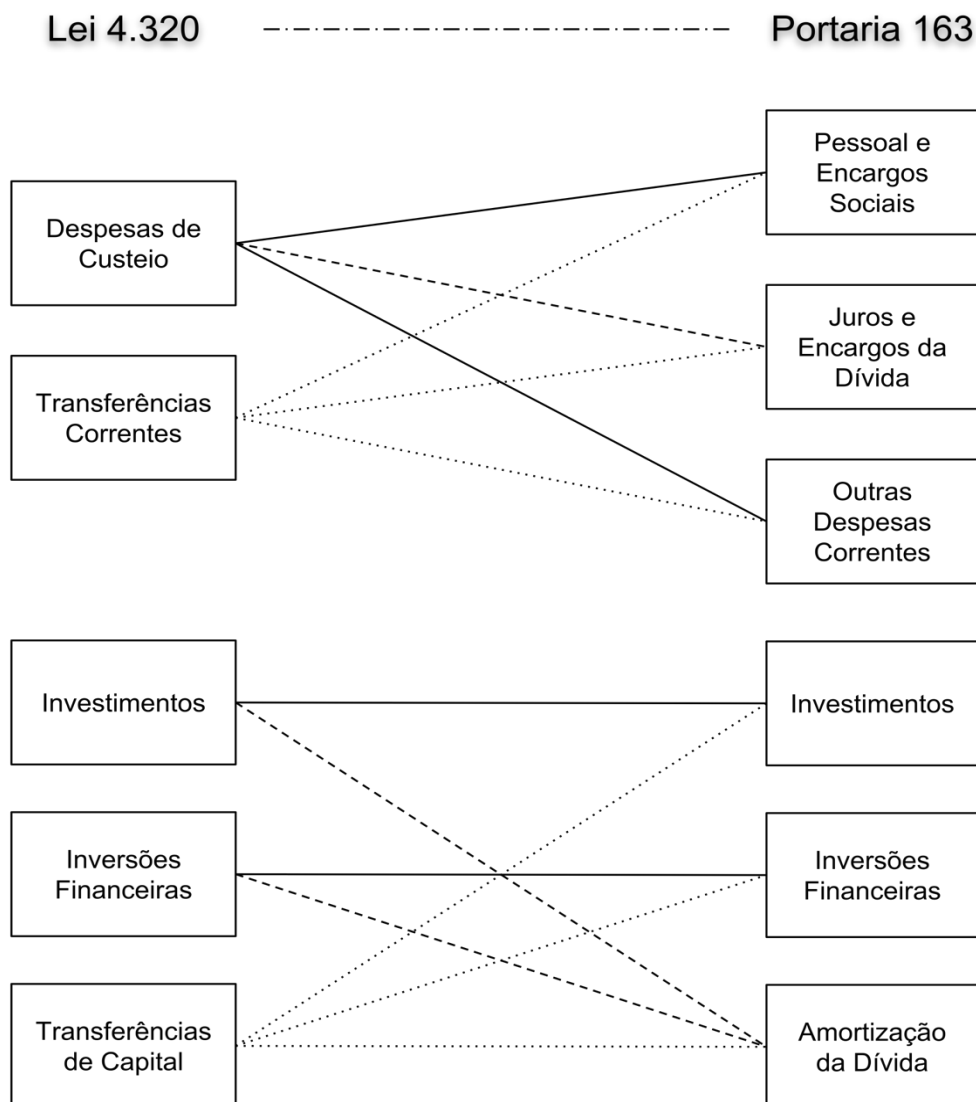 Lei 4.320
Portaria 163
Despesas de
Custeio
Transferências
Correntes
Pessoal e
Encargos
Sociais
Juros e
Encargos da
Dívida
Outras
Despesas
Correntes
Investimentos
Inversões
Financeiras
Transferências
de Capital
Investimentos
Inversões
Financeiras
Amortização
da Dívida